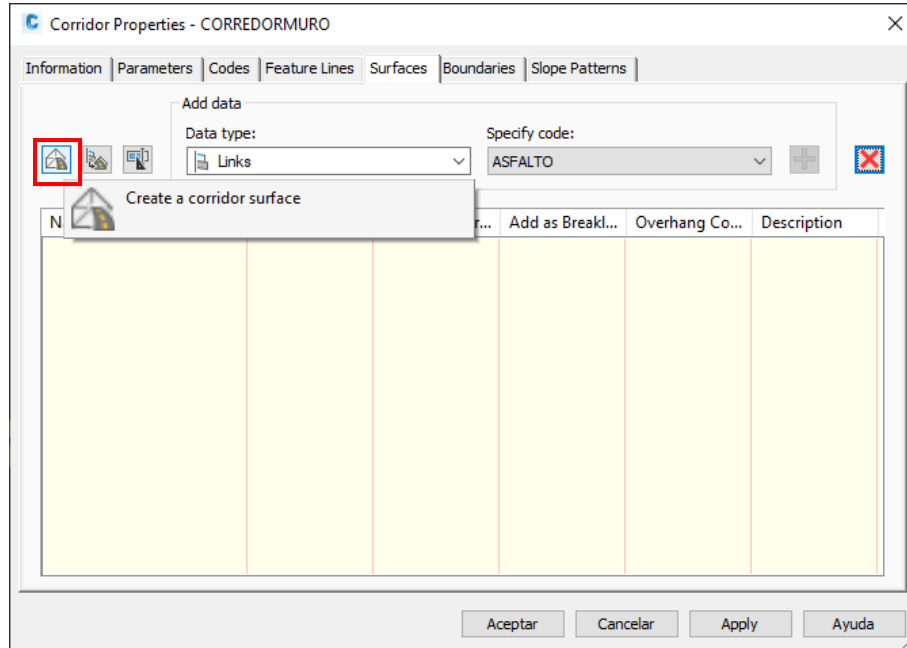 Corridor Properties - CORREDORMURO
Information Parameters Codes Feature Lines Surfaces Boundaries Slope Patterns
Add data
Data type: Specify code:
Links ASFALTO
Create a corridor surface
N r... Add as Breakl... Overhang Co... Description
Aceptar Cancelar Apply Ayuda